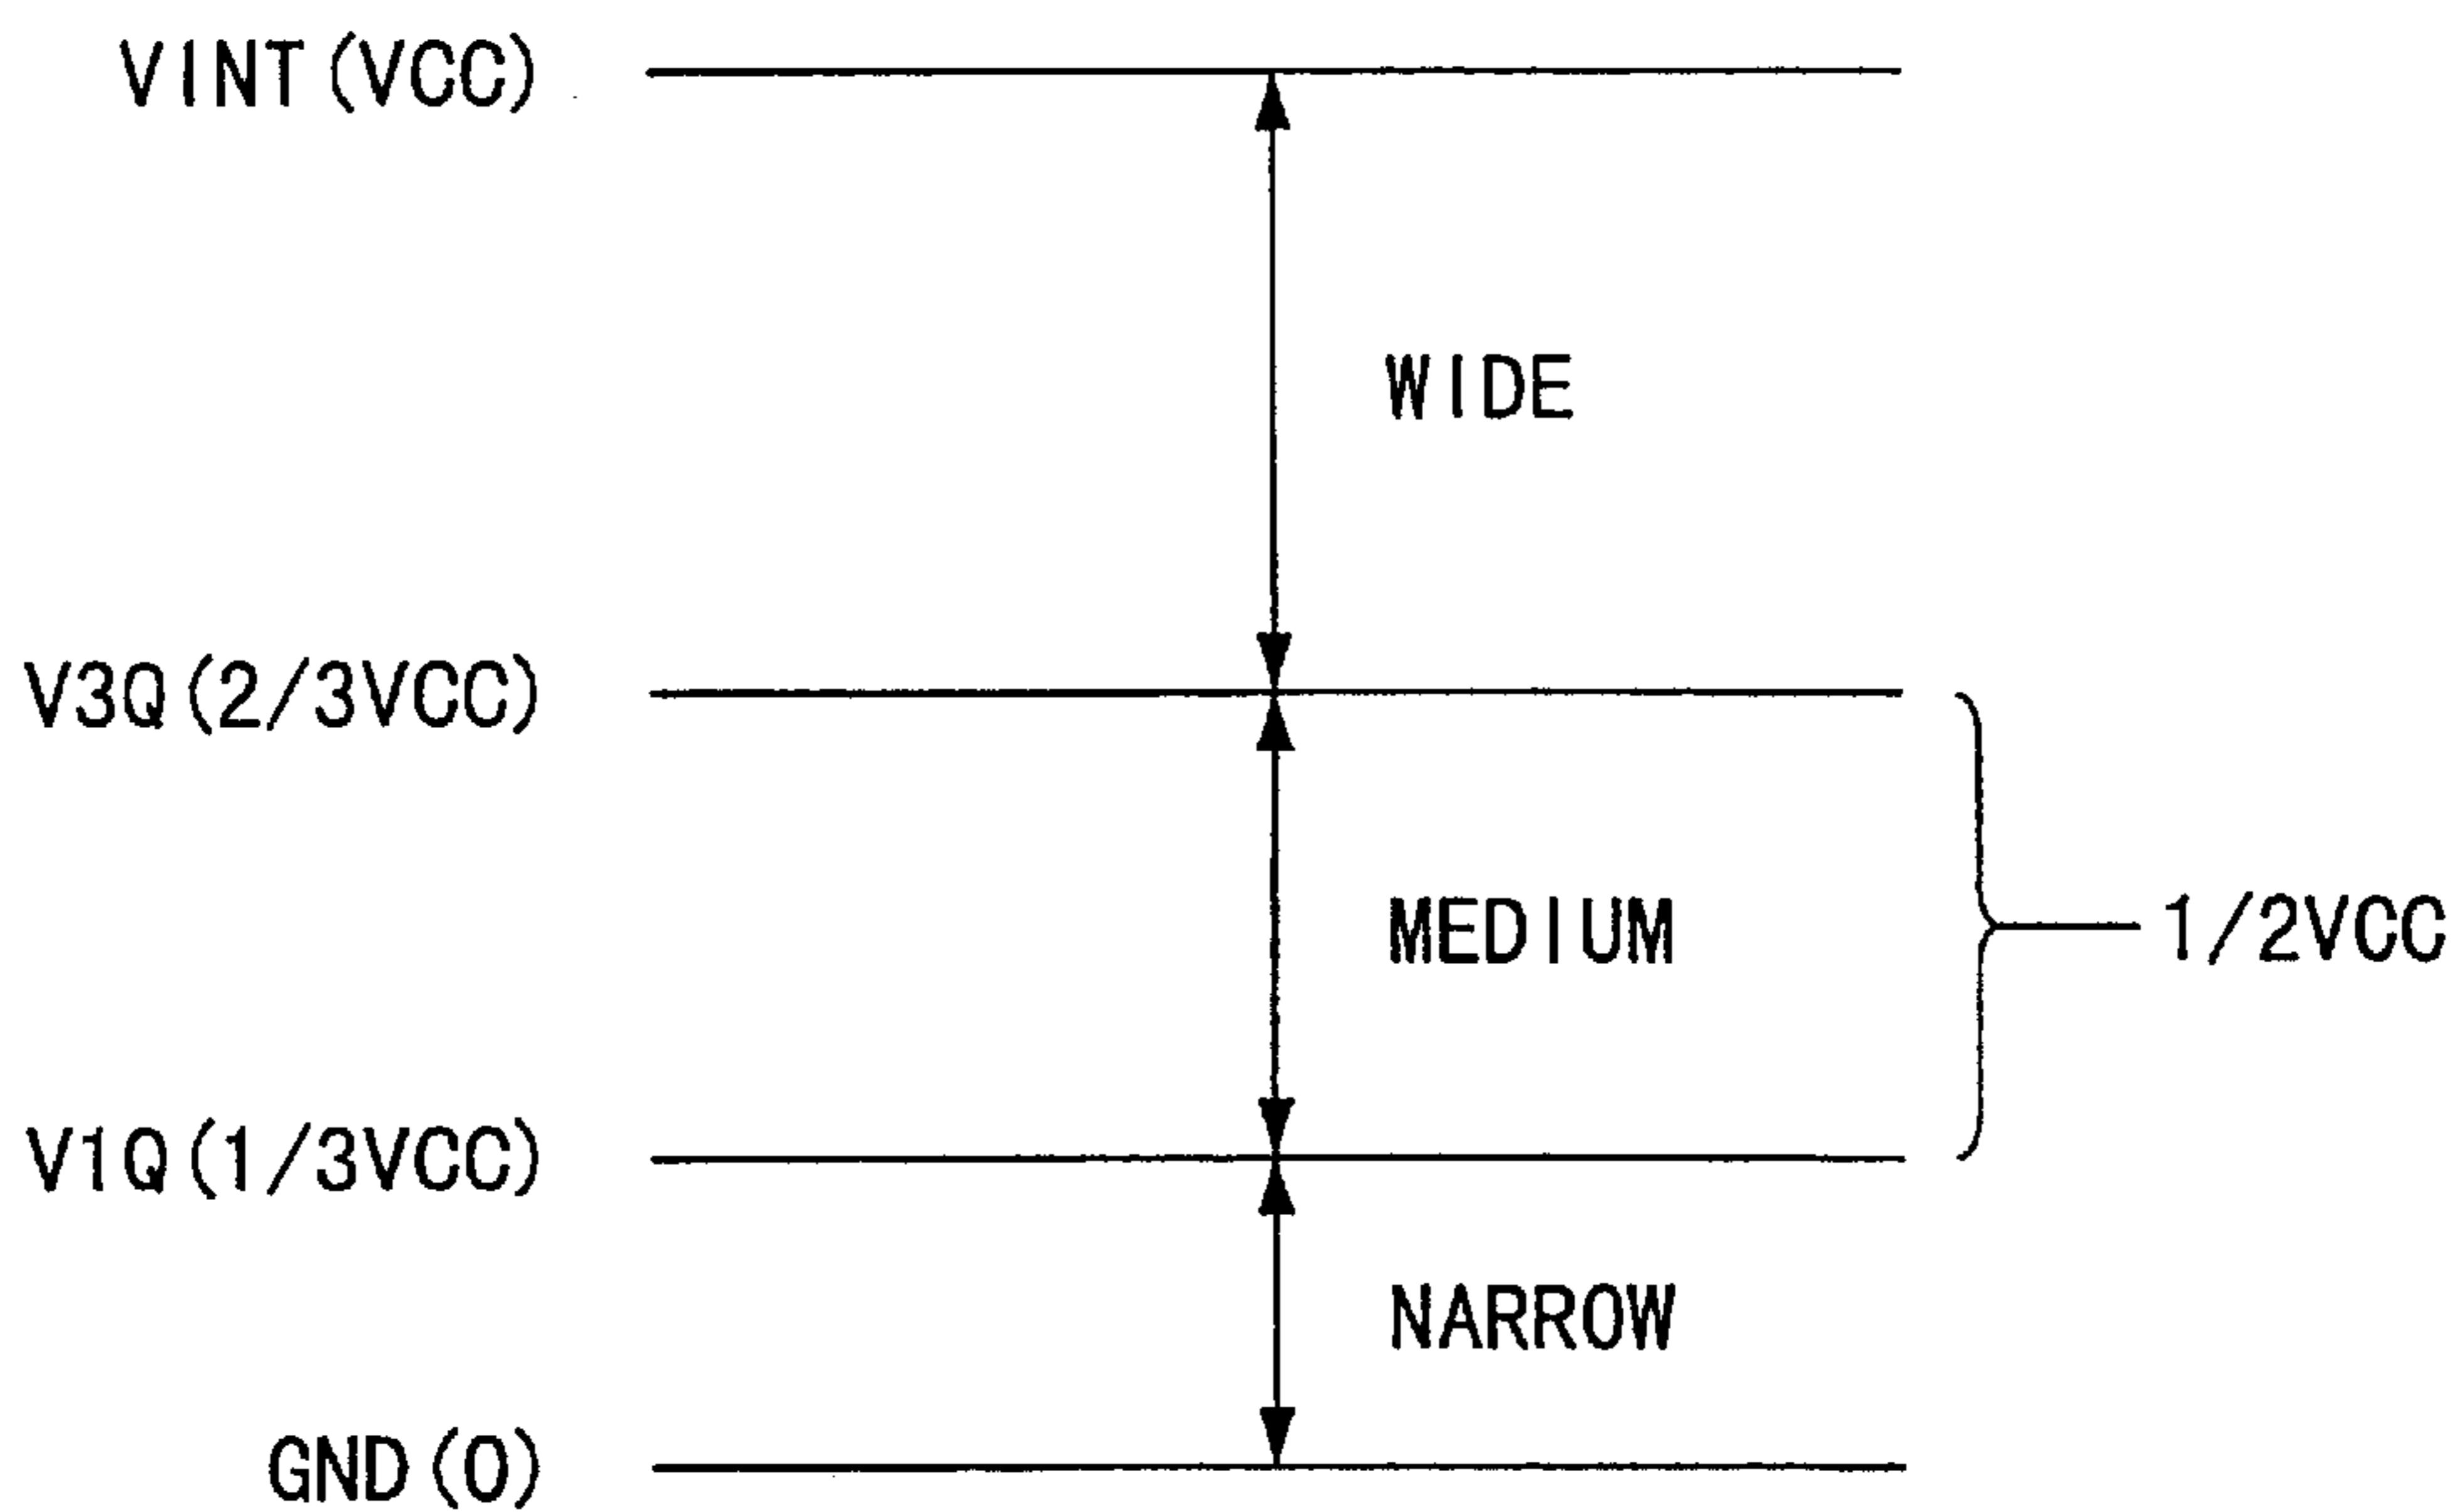 VINT(VCC)
WIDE
V3Q(2/3VCC)
MEDIUM
1/2VCC
V1Q(1/3VCC)
NARROW
GND(0)